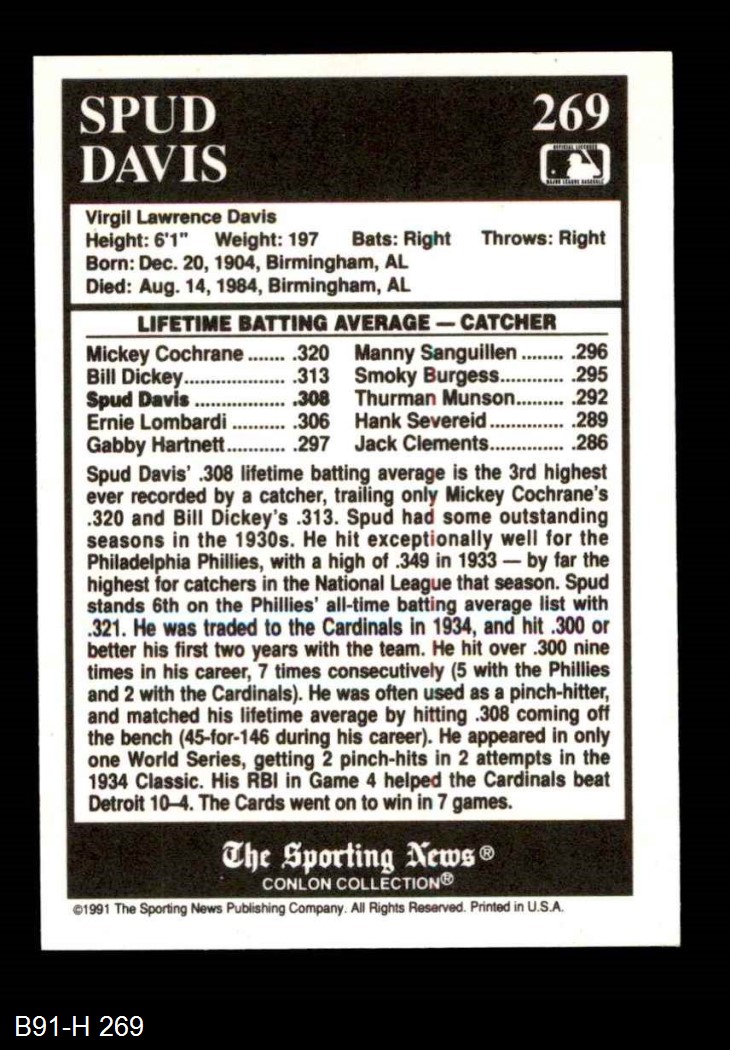 SPUD
DAVIS
269
OFFICIAL LICENSEE
MAJOR LEAGUE BASEBALL
Virgil Lawrence Davis
Height: 6'1" Weight: 197 Bats: Right Throws: Right
Born: Dec. 20, 1904, Birmingham, AL
Died: Aug. 14, 1984, Birmingham, AL
LIFETIME BATTING AVERAGE — CATCHER
Mickey Cochrane ....... .320 Manny Sanguillen ........ .296
Bill Dickey.................... .313 Smoky Burgess............ .295
Spud Davis .................. .308 Thurman Munson......... .292
Ernie Lombardi ........... .306 Hank Severeid .............. .289
Gabby Hartnett............ .297 Jack Clements.............. .286
Spud Davis' .308 lifetime batting average is the 3rd highest
ever recorded by a catcher, trailing only Mickey Cochrane's
.320 and Bill Dickey's .313. Spud had some outstanding
seasons in the 1930s. He hit exceptionally well for the
Philadelphia Phillies, with a high of .349 in 1933 — by far the
highest for catchers in the National League that season. Spud
stands 6th on the Phillies' all-time batting average list with
.321. He was traded to the Cardinals in 1934, and hit .300 or
better his first two years with the team. He hit over .300 nine
times in his career, 7 times consecutively (5 with the Phillies
and 2 with the Cardinals). He was often used as a pinch-hitter,
and matched his lifetime average by hitting .308 coming off
the bench (45-for-146 during his career). He appeared in only
one World Series, getting 2 pinch-hits in 2 attempts in the
1934 Classic. His RBI in Game 4 helped the Cardinals beat
Detroit 10–4. The Cards went on to win in 7 games.
The Sporting News®
CONLON COLLECTION®
©1991 The Sporting News Publishing Company. All Rights Reserved. Printed in U.S.A.
B91-H 269